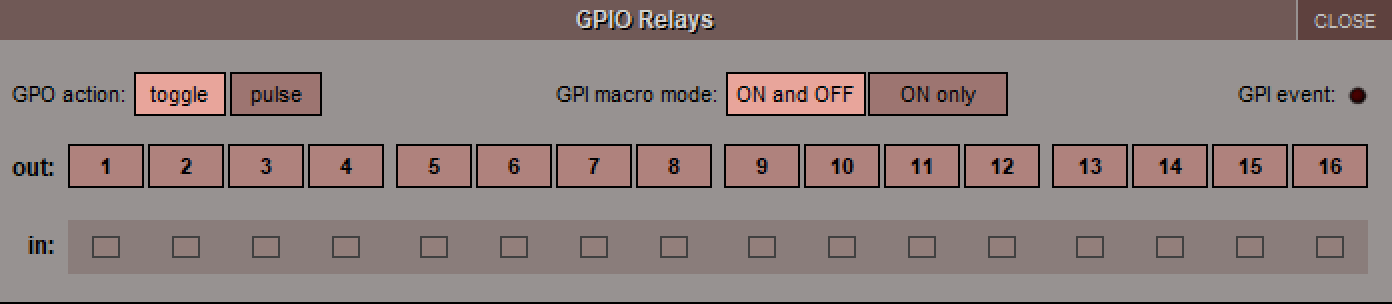 GPIO Relays CLOSE
GPO action: toggle pulse GPI macro mode: ON and OFF ON only GPI event:
out: 1 2 3 4 5 6 7 8 9 10 11 12 13 14 15 16
in: